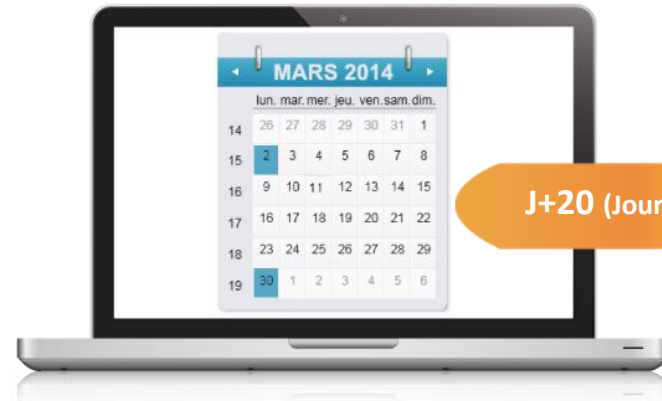 MARS 2014
lun. mar. mer. jeu. ven. sam. dim.
14 26 27 28 29 30 31 1
15 2 3 4 5 6 7 8
16 9 10 11 12 13 14 15
17 16 17 18 19 20 21 22
18 23 24 25 26 27 28 29
19 30 1 2 3 4 5 6
J+20 (Jour